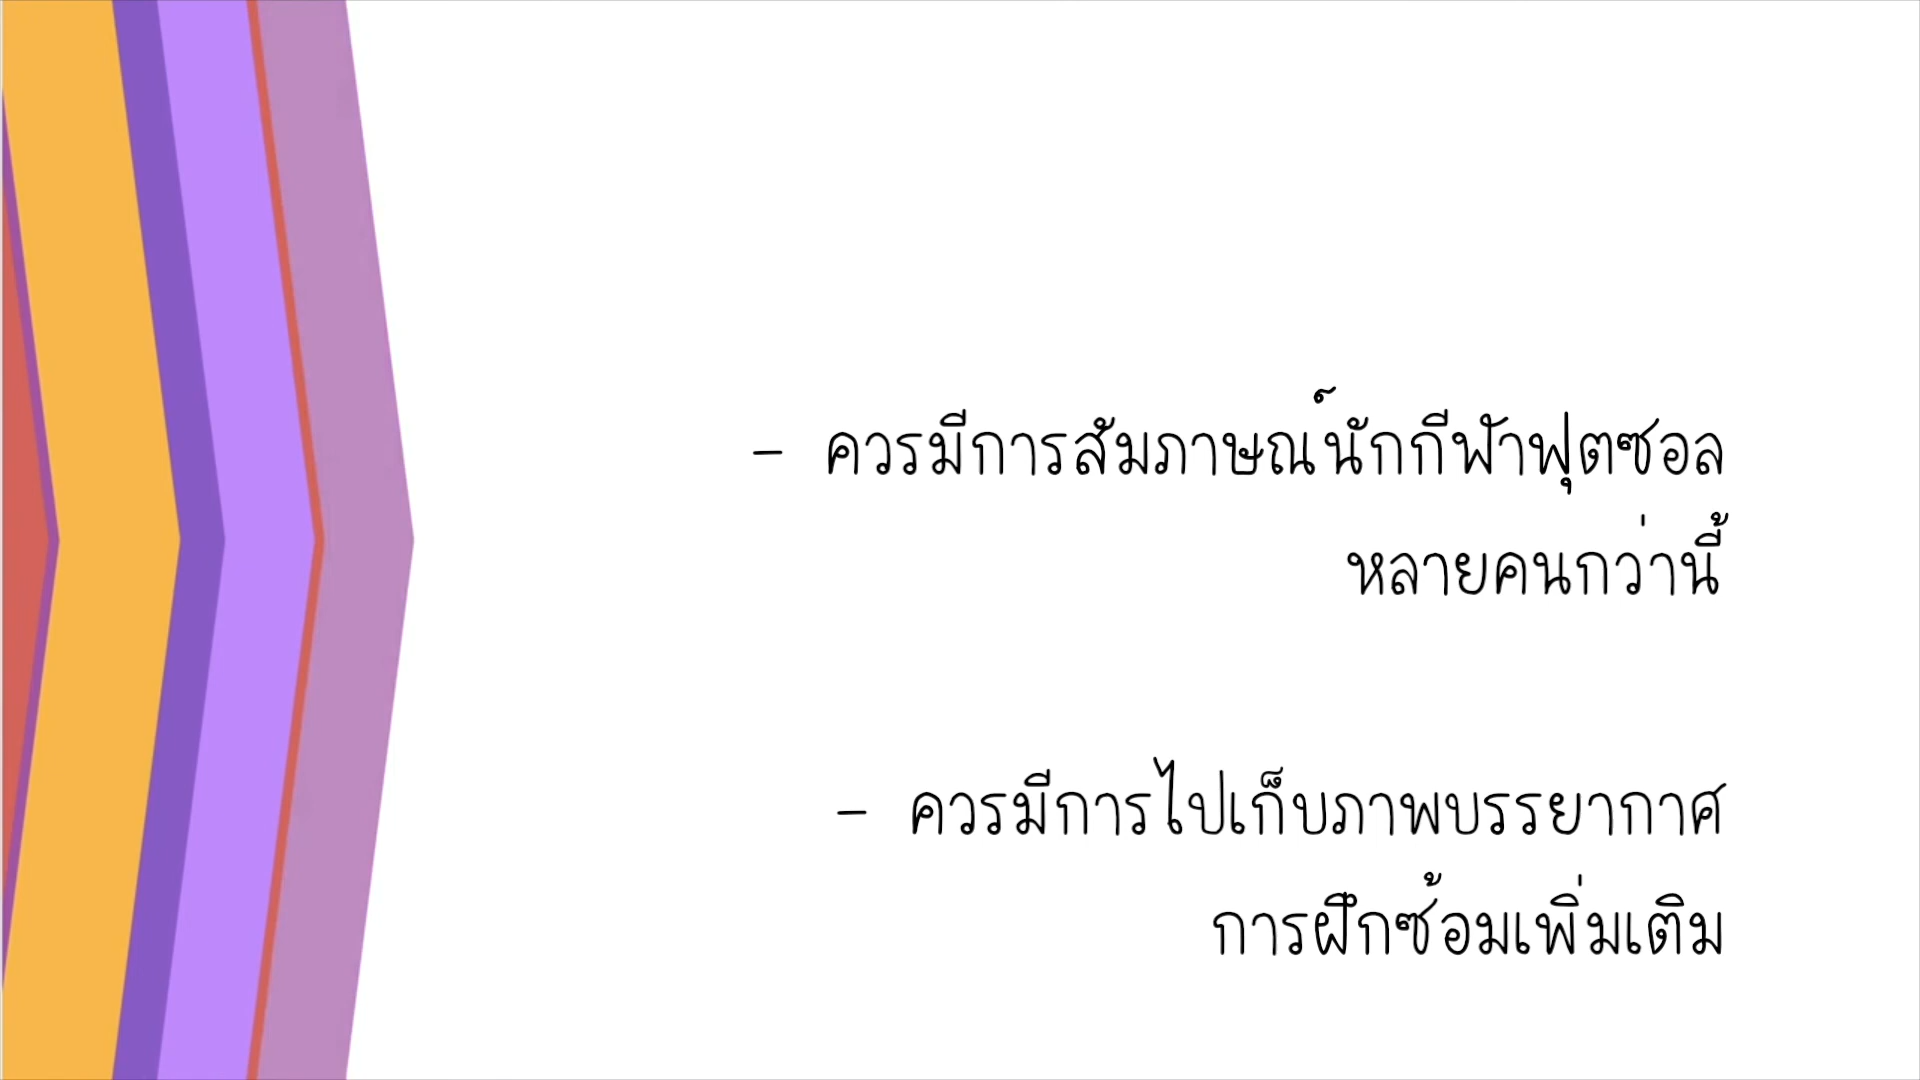 - ควรมีการสัมภาษณ์นักกีฬาฟุตซอล
หลายคนกว่านี้
- ควรมีการไปเก็บภาพบรรยากาศ
การฝึกซ้อมเพิ่มเติม